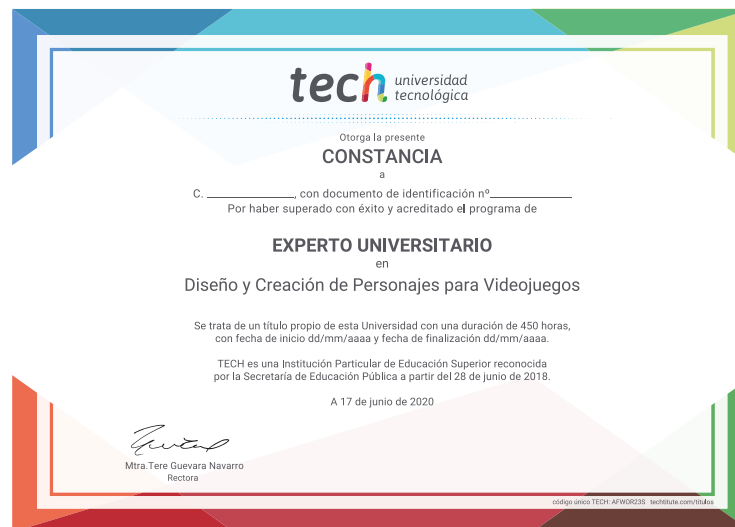 tech universidad
tecnológica
Otorga la presente
CONSTANCIA
a
C. ______________, con documento de identificación nº______________
Por haber superado con éxito y acreditado el programa de
EXPERTO UNIVERSITARIO
en
Diseño y Creación de Personajes para Videojuegos
Se trata de un título propio de esta Universidad con una duración de 450 horas,
con fecha de inicio dd/mm/aaaa y fecha de finalización dd/mm/aaaa.
TECH es una Institución Particular de Educación Superior reconocida
por la Secretaría de Educación Pública a partir del 28 de junio de 2018.
A 17 de junio de 2020
Mtra.Tere Guevara Navarro
Rectora
código único TECH: AFWOR23S techtitute.com/titulos